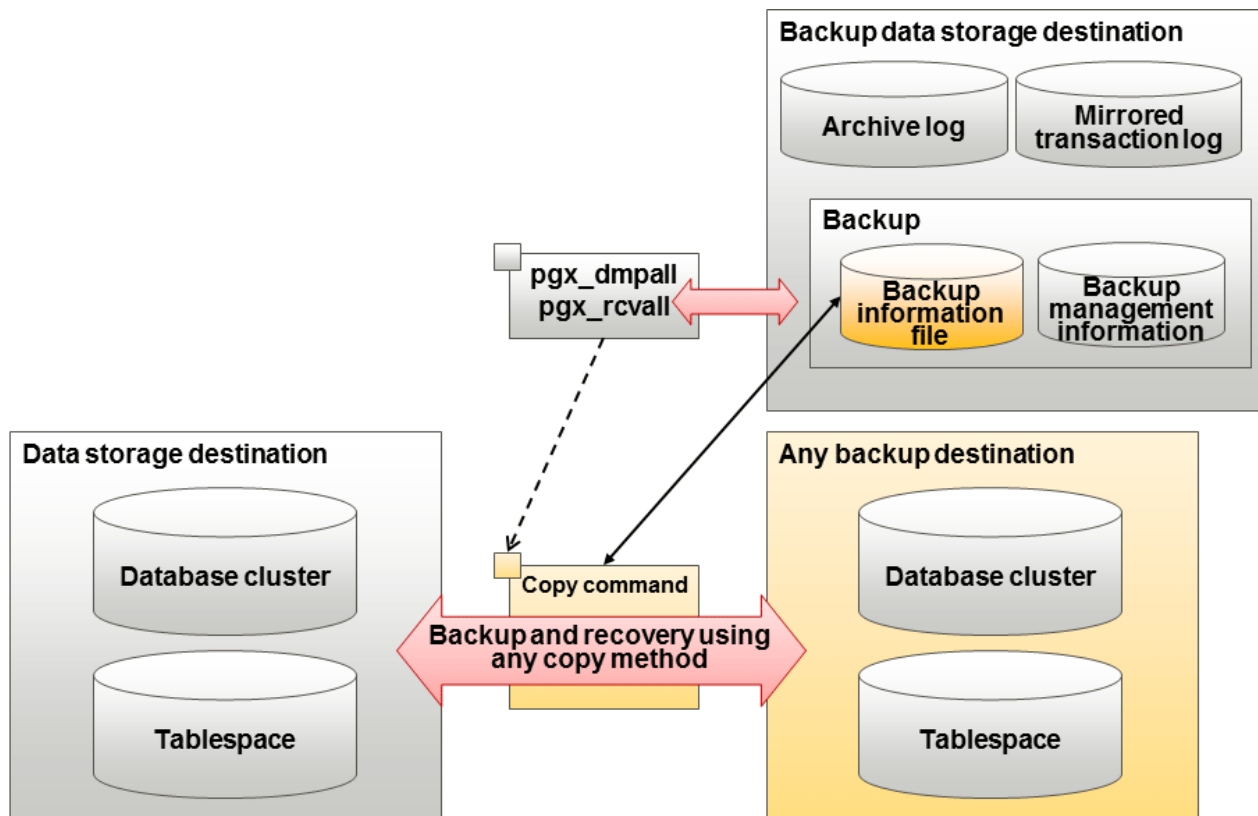 Backup data storage destination
Archive log
Mirrored
transaction log
Backup
Backup
information
file
Backup
management
information
pgx_dmpall
pgx_rcvall
Data storage destination
Database cluster
Tablespace
Copy command
Backup and recovery using
any copy method
Any backup destination
Database cluster
Tablespace